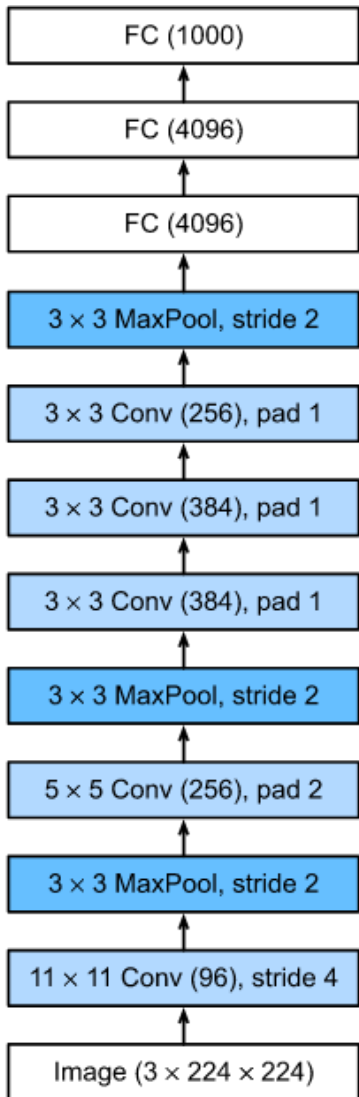 FC (1000)
FC (4096)
FC (4096)
3 × 3 MaxPool, stride 2
3 × 3 Conv (256), pad 1
3 × 3 Conv (384), pad 1
3 × 3 Conv (384), pad 1
3 × 3 MaxPool, stride 2
5 × 5 Conv (256), pad 2
3 × 3 MaxPool, stride 2
11 × 11 Conv (96), stride 4
Image (3 × 224 × 224)